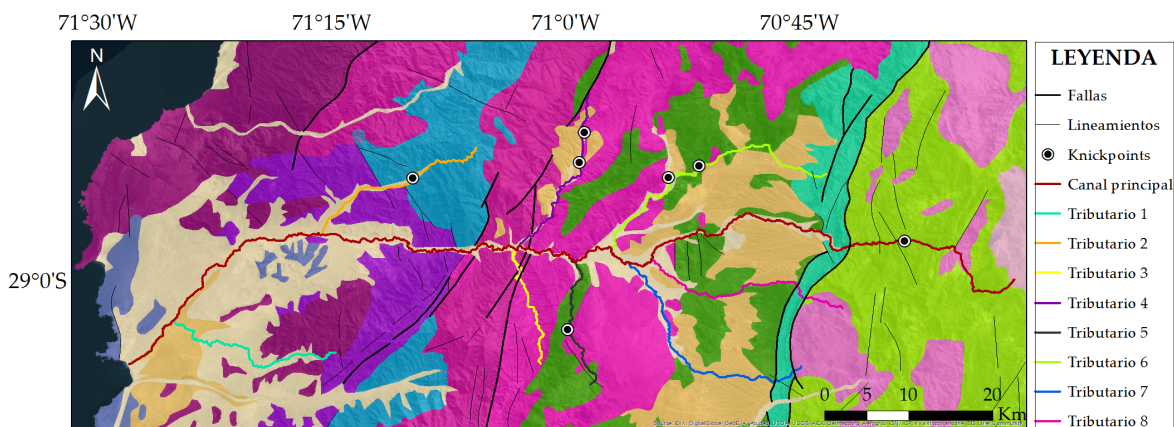 71°30'W 71°15'W 71°0'W 70°45'W
N
29°0'S
LEYENDA
Fallas
Lineamientos
Knickpoints
Canal principal
Tributario 1
Tributario 2
Tributario 3
Tributario 4
Tributario 5
Tributario 6
Tributario 7
Tributario 8
0 5 10 20
Km